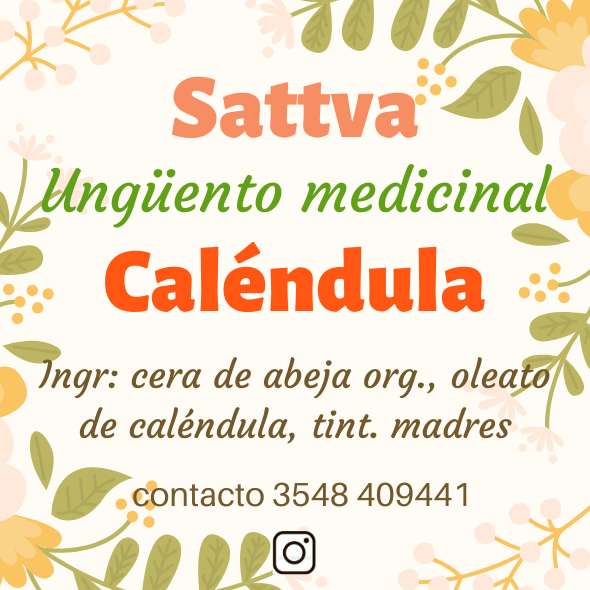 Sattva
Ungüento medicinal
Caléndula
Ingr: cera de abeja org., oleato
de caléndula, tint. madres
contacto 3548 409441